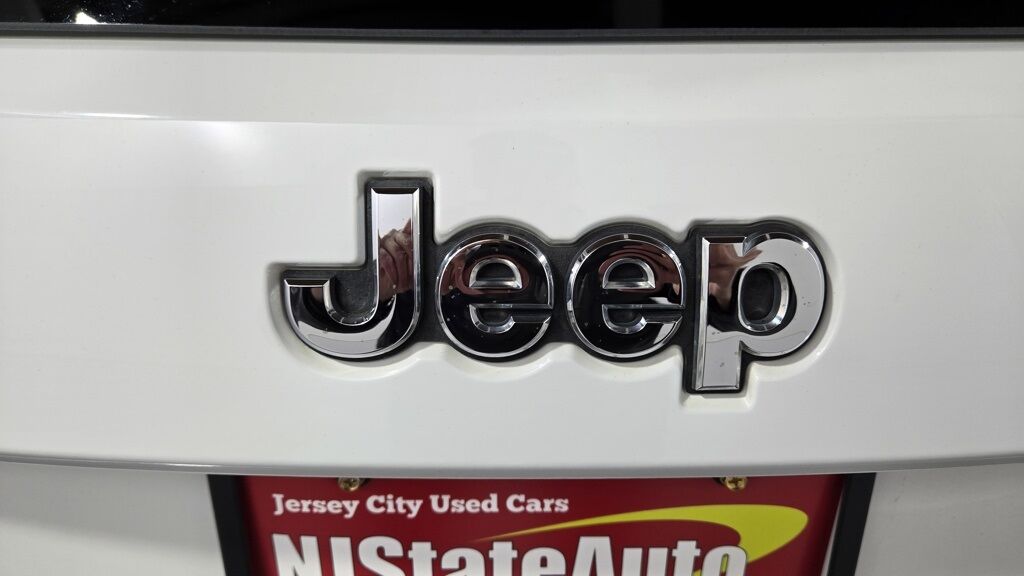 Jeep
Jersey City Used Cars
NJStateAuto